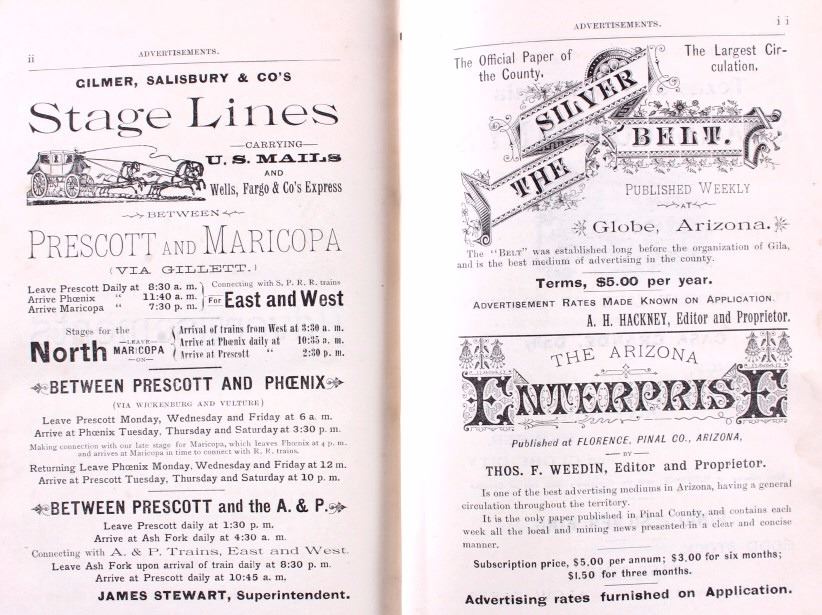 ii
ADVERTISEMENTS.
GILMER, SALISBURY & CO'S
Stage Lines
—CARRYING—
U. S. MAILS
AND
Wells, Fargo & Co's Express
BETWEEN
PRESCOTT AND MARICOPA
(VIA GILLETT.)
Leave Prescott Daily at 8:30 a. m.
Arrive Phœnix " 11:40 a. m.
Arrive Maricopa " 7:30 p. m.
Connecting with S. P. R. R. trains
For East and West
Stages for the
North
—LEAVE—
MARICOPA
—ON—
Arrival of trains from West at 3:30 a. m.
Arrive at Phœnix daily at 10:35 a. m.
Arrive at Prescott " 2:30 p. m.
BETWEEN PRESCOTT AND PHŒNIX
(VIA WICKENBURG AND VULTURE)
Leave Prescott Monday, Wednesday and Friday at 6 a. m.
Arrive at Phœnix Tuesday, Thursday and Saturday at 3:30 p. m.
Making connection with our late stage for Maricopa, which leaves Phœnix at 4 p. m.
and arrives at Maricopa in time to connect with R. R. trains.
Returning Leave Phœnix Monday, Wednesday and Friday at 12 m.
Arrive at Prescott Tuesday, Thursday and Saturday at 10 p. m.
BETWEEN PRESCOTT and the A. & P.
Leave Prescott daily at 1:30 p. m.
Arrive at Ash Fork daily at 4:30 a. m.
Connecting with A. & P. Trains, East and West.
Leave Ash Fork upon arrival of train daily at 8:30 p. m.
Arrive at Prescott daily at 10:45 a. m.
JAMES STEWART, Superintendent.
ADVERTISEMENTS.
i i
The Official Paper of
the County.
The Largest Cir-
culation.
THE
SILVER
BELT.
PUBLISHED WEEKLY
—AT—
Globe, Arizona.
The "BELT" was established long before the organization of Gila,
and is the best medium of advertising in the county.
Terms, $5.00 per year.
ADVERTISEMENT RATES MADE KNOWN ON APPLICATION.
A. H. HACKNEY, Editor and Proprietor.
THE ARIZONA
ENTERPRISE
Published at FLORENCE, PINAL CO., ARIZONA,
— BY —
THOS. F. WEEDIN, Editor and Proprietor.
Is one of the best advertising mediums in Arizona, having a general
circulation throughout the territory.
It is the only paper published in Pinal County, and contains each
week all the local and mining news presented in a clear and concise
manner.
Subscription price, $5.00 per annum; $3.00 for six months;
$1.50 for three months.
Advertising rates furnished on Application.